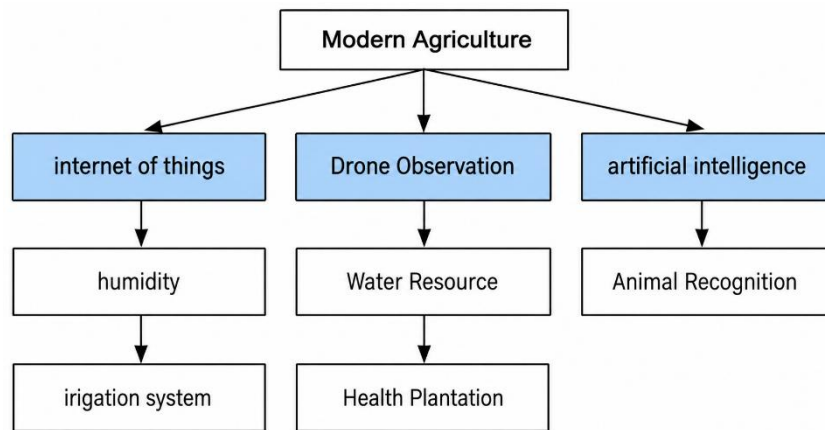 Modern Agriculture
internet of things
Drone Observation
artificial intelligence
humidity
Water Resource
Animal Recognition
irigation system
Health Plantation